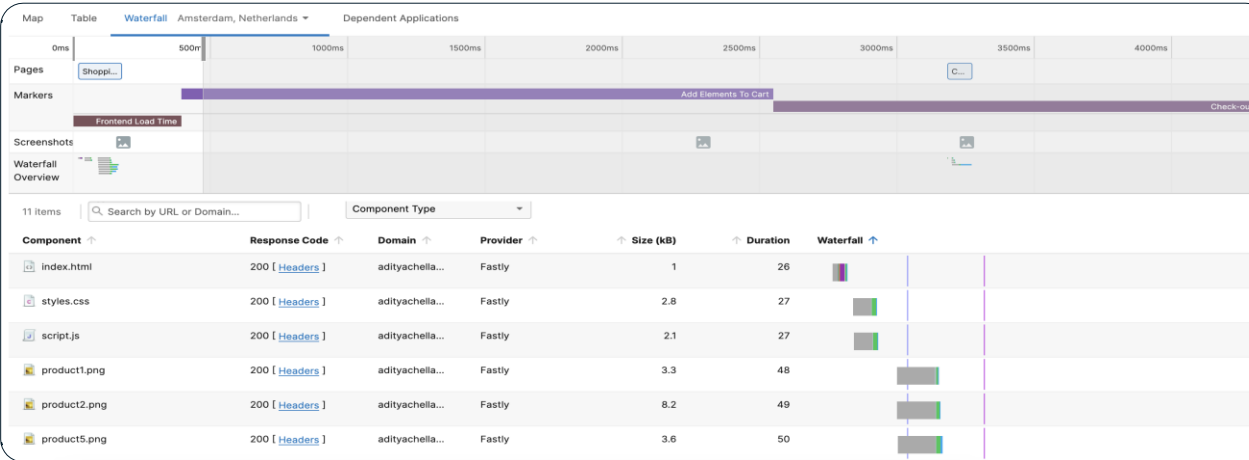 Map Table Waterfall Amsterdam, Netherlands Dependent Applications
0ms 500m 1000ms 1500ms 2000ms 2500ms 3000ms 3500ms 4000ms
Pages Shoppi... C...
Markers Add Elements To Cart
Check-ou
Frontend Load Time
Screenshots
Waterfall
Overview
11 items Search by URL or Domain... Component Type
Component Response Code Domain Provider Size (kB) Duration Waterfall
index.html 200 [ Headers ] adityachella... Fastly 1 26
styles.css 200 [ Headers ] adityachella... Fastly 2.8 27
script.js 200 [ Headers ] adityachella... Fastly 2.1 27
product1.png 200 [ Headers ] adityachella... Fastly 3.3 48
product2.png 200 [ Headers ] adityachella... Fastly 8.2 49
product5.png 200 [ Headers ] adityachella... Fastly 3.6 50